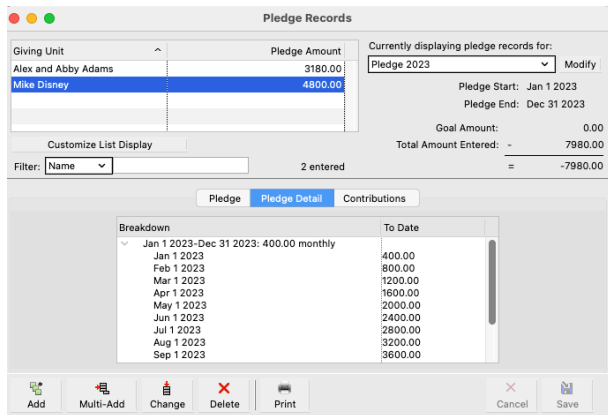 Pledge Records
Giving Unit Pledge Amount
Alex and Abby Adams 3180.00
Mike Disney 4800.00
Customize List Display
Filter: Name 2 entered
Currently displaying pledge records for:
Pledge 2023 Modify
Pledge Start: Jan 1 2023
Pledge End: Dec 31 2023
Goal Amount: 0.00
Total Amount Entered: - 7980.00
= -7980.00
Pledge Pledge Detail Contributions
Breakdown To Date
Jan 1 2023-Dec 31 2023: 400.00 monthly
Jan 1 2023 400.00
Feb 1 2023 800.00
Mar 1 2023 1200.00
Apr 1 2023 1600.00
May 1 2023 2000.00
Jun 1 2023 2400.00
Jul 1 2023 2800.00
Aug 1 2023 3200.00
Sep 1 2023 3600.00
Add Multi-Add Change Delete Print Cancel Save